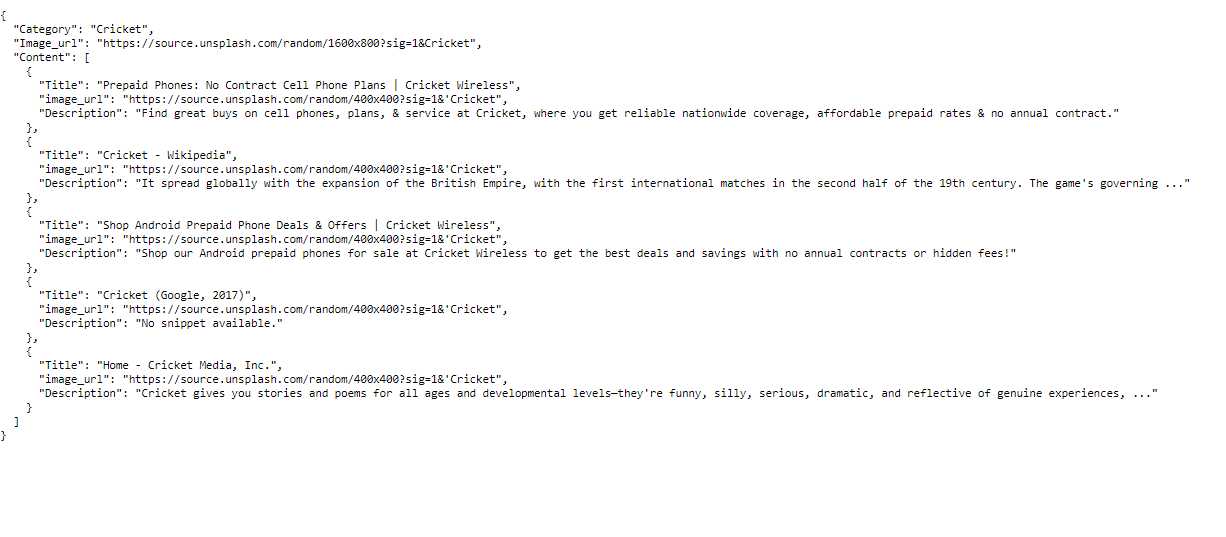 {
  "Category": "Cricket",
  "Image_url": "https://source.unsplash.com/random/1600x800?sig=1&Cricket",
  "Content": [
    {
      "Title": "Prepaid Phones: No Contract Cell Phone Plans | Cricket Wireless",
      "image_url": "https://source.unsplash.com/random/400x400?sig=1&'Cricket",
      "Description": "Find great buys on cell phones, plans, & service at Cricket, where you get reliable nationwide coverage, affordable prepaid rates & no annual contract."
    },
    {
      "Title": "Cricket - Wikipedia",
      "image_url": "https://source.unsplash.com/random/400x400?sig=1&'Cricket",
      "Description": "It spread globally with the expansion of the British Empire, with the first international matches in the second half of the 19th century. The game's governing ..."
    },
    {
      "Title": "Shop Android Prepaid Phone Deals & Offers | Cricket Wireless",
      "image_url": "https://source.unsplash.com/random/400x400?sig=1&'Cricket",
      "Description": "Shop our Android prepaid phones for sale at Cricket Wireless to get the best deals and savings with no annual contracts or hidden fees!"
    },
    {
      "Title": "Cricket (Google, 2017)",
      "image_url": "https://source.unsplash.com/random/400x400?sig=1&'Cricket",
      "Description": "No snippet available."
    },
    {
      "Title": "Home - Cricket Media, Inc.",
      "image_url": "https://source.unsplash.com/random/400x400?sig=1&'Cricket",
      "Description": "Cricket gives you stories and poems for all ages and developmental levels—they're funny, silly, serious, dramatic, and reflective of genuine experiences, ..."
    }
  ]
}